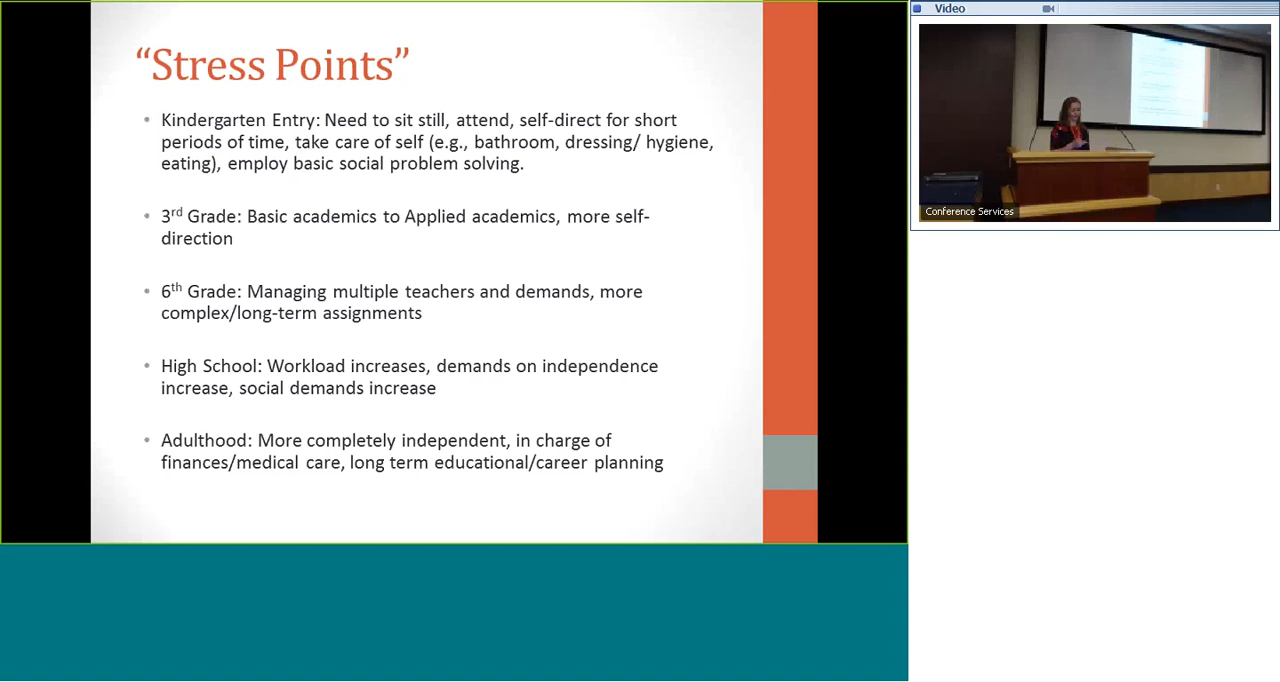 “Stress Points”
• Kindergarten Entry: Need to sit still, attend, self-direct for short
periods of time, take care of self (e.g., bathroom, dressing/ hygiene,
eating), employ basic social problem solving.
• 3rd Grade: Basic academics to Applied academics, more self-
direction
• 6th Grade: Managing multiple teachers and demands, more
complex/long-term assignments
• High School: Workload increases, demands on independence
increase, social demands increase
• Adulthood: More completely independent, in charge of
finances/medical care, long term educational/career planning
Video
Conference Services